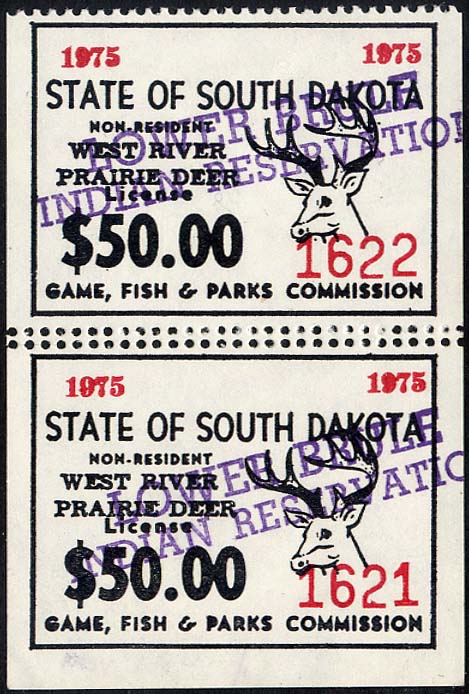 1975 1975
STATE OF SOUTH DAKOTA
LOWER BRULE
NON-RESIDENT
WEST RIVER
INDIAN RESERVATION
PRAIRIE DEER
License
$50.00
1622
GAME, FISH & PARKS COMMISSION
1975 1975
STATE OF SOUTH DAKOTA
LOWER BRULE
NON-RESIDENT
WEST RIVER
INDIAN RESERVATIO
PRAIRIE DEER
License
$50.00
1621
GAME, FISH & PARKS COMMISSION